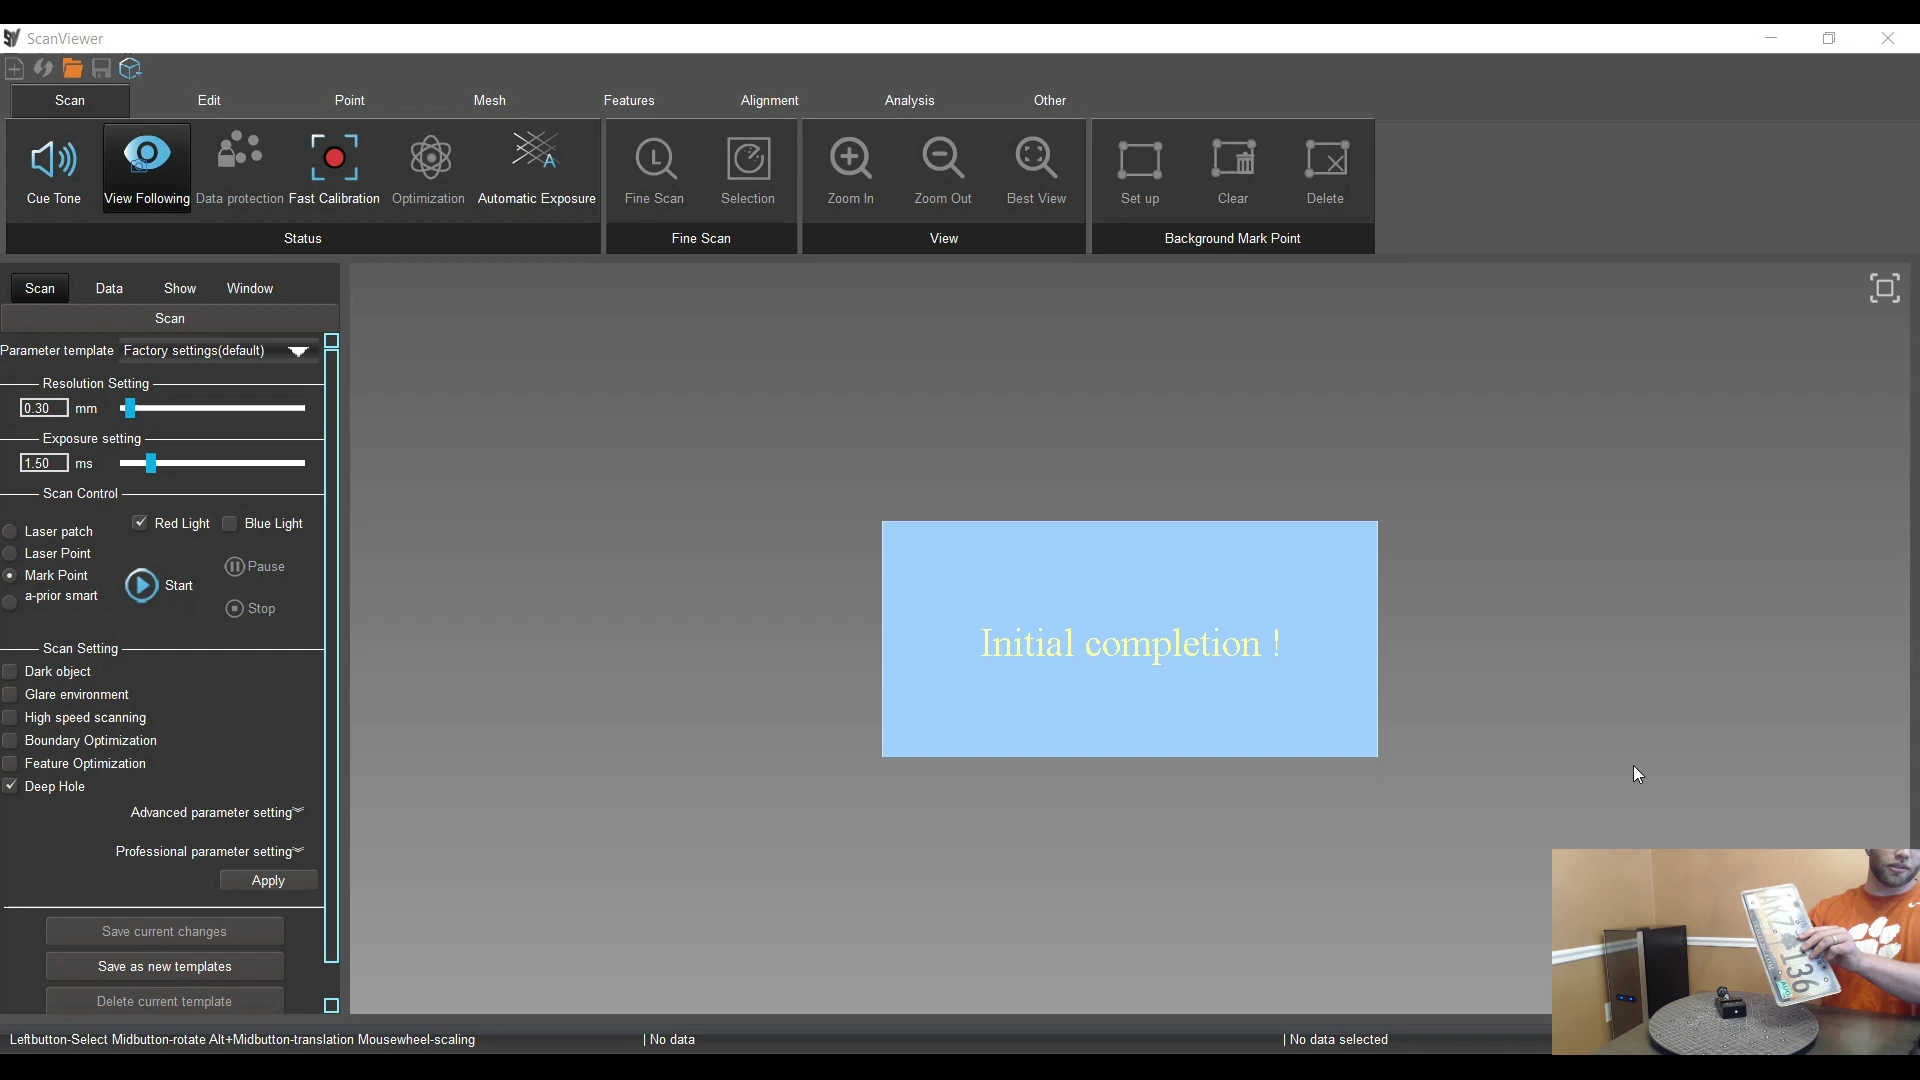 ScanViewer
Scan Edit Point Mesh Features Alignment Analysis Other
Cue Tone View Following Data protection Fast Calibration Optimization Automatic Exposure Fine Scan Selection Zoom In Zoom Out Best View Set up Clear Delete
Status Fine Scan View Background Mark Point
Scan Data Show Window
Scan
Parameter template Factory settings(default)
Resolution Setting
0.30 mm
Exposure setting
1.50 ms
Scan Control
Red Light Blue Light
Laser patch
Laser Point
Mark Point
a-prior smart
Start
Pause
Stop
Scan Setting
Dark object
Glare environment
High speed scanning
Boundary Optimization
Feature Optimization
Deep Hole
Advanced parameter setting
Professional parameter setting
Apply
Save current changes
Save as new templates
Delete current template
Initial completion !
Leftbutton-Select Midbutton-rotate Alt+Midbutton-translation Mousewheel-scaling | No data | No data selected